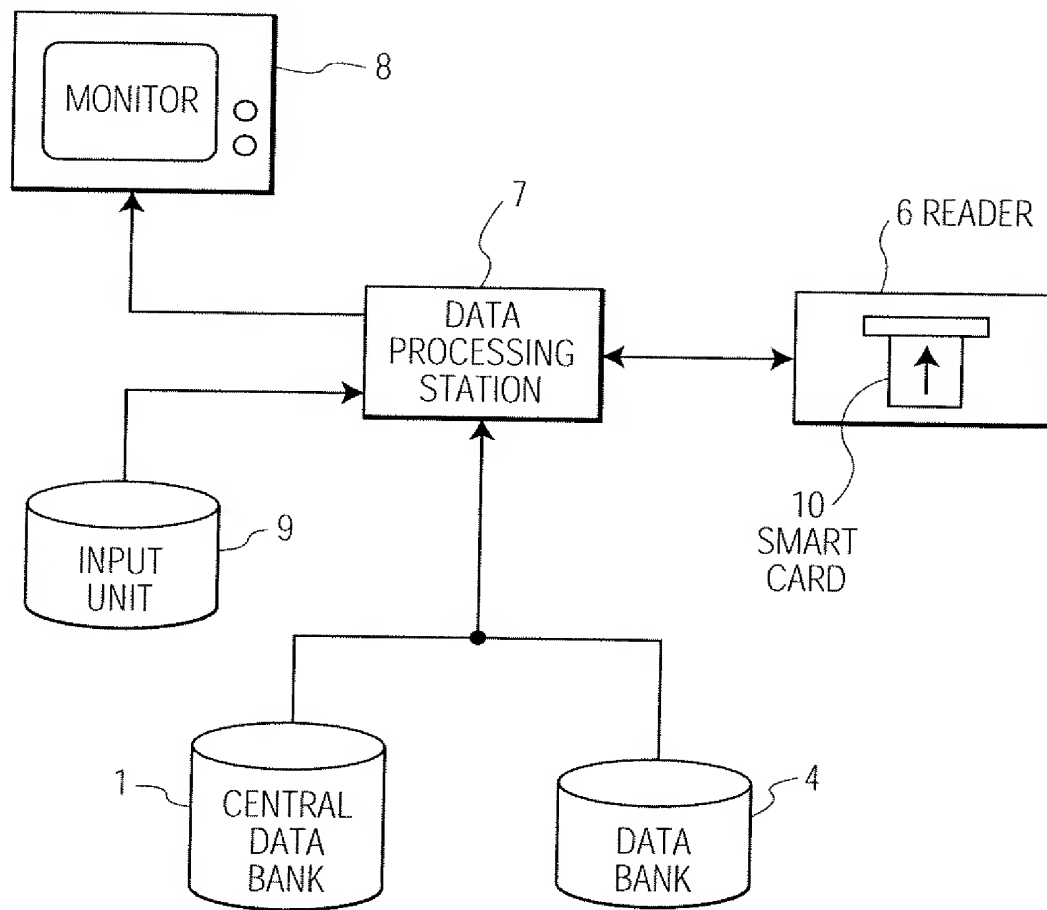 8
MONITOR
7
6 READER
DATA
PROCESSING
STATION
10
SMART
CARD
9
INPUT
UNIT
1
CENTRAL
DATA
BANK
4
DATA
BANK